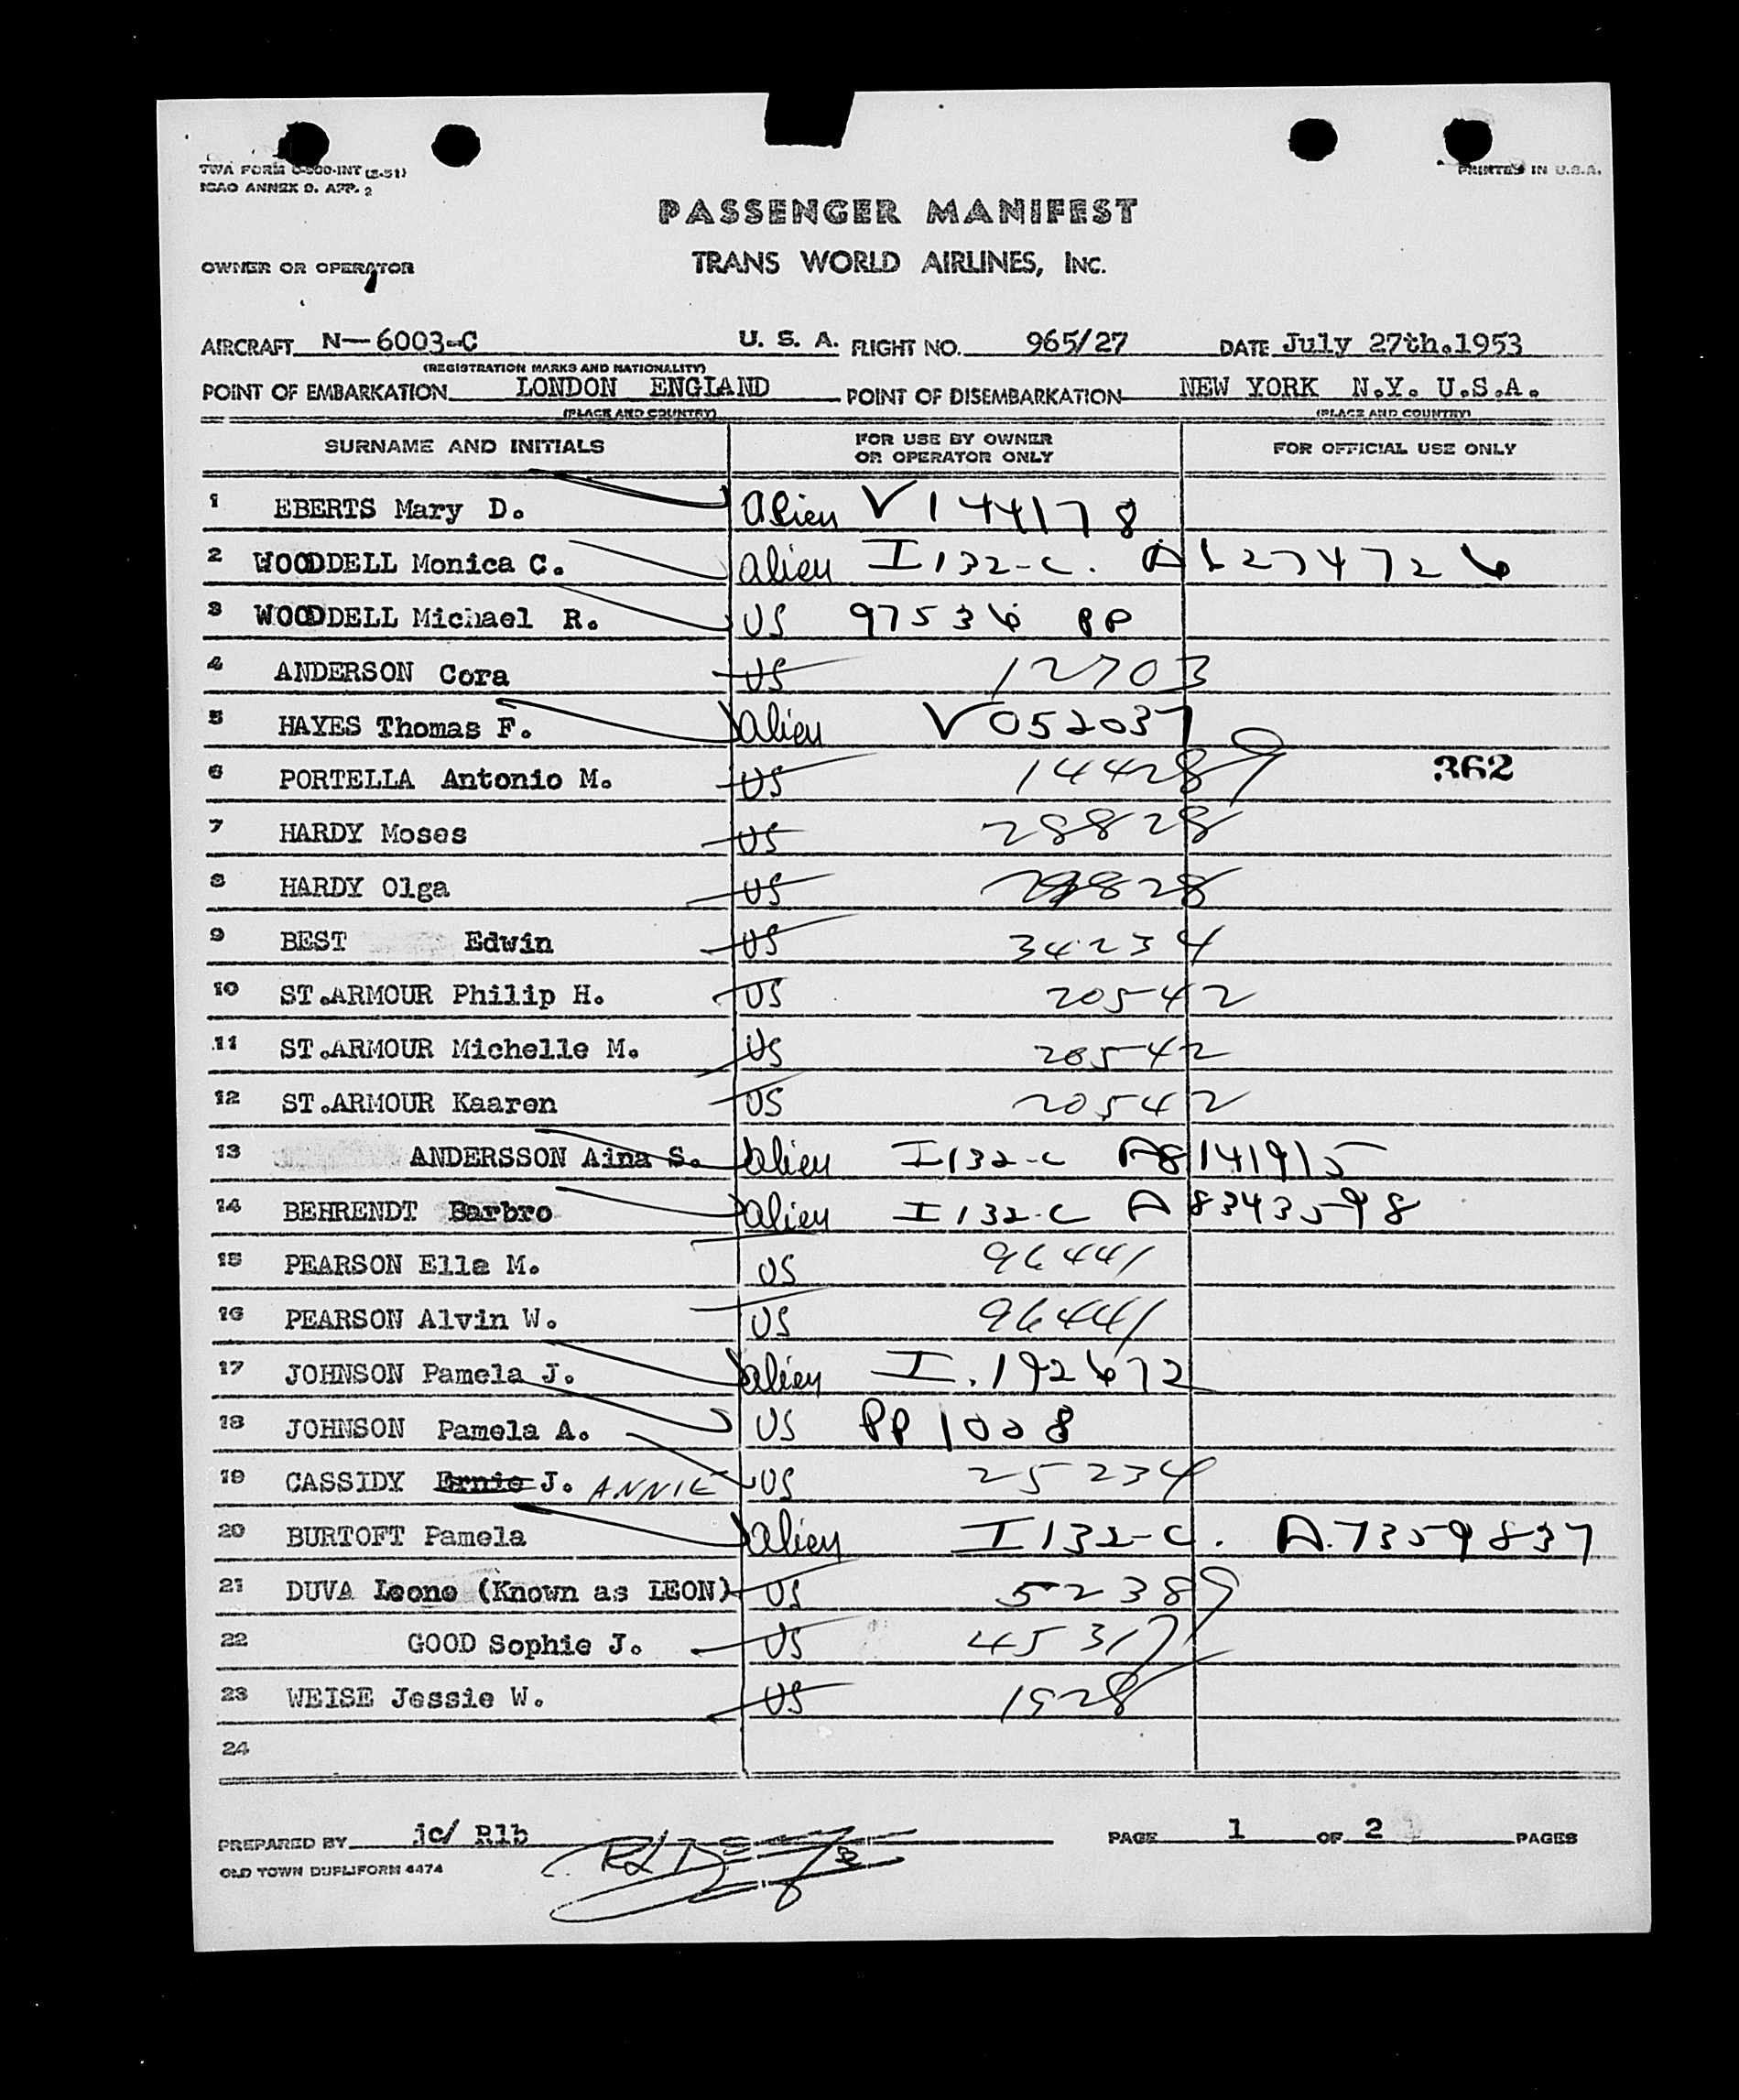 TWA FORM O-500-INT (2-51)
ICAO ANNEX 9. APP. 2
PRINTED IN U.S.A.
PASSENGER MANIFEST
OWNER OR OPERATOR
TRANS WORLD AIRLINES, INC.
AIRCRAFT N-6003-C U. S. A. FLIGHT NO. 965/27 DATE July 27th.1953
(REGISTRATION MARKS AND NATIONALITY)
POINT OF EMBARKATION LONDON ENGLAND POINT OF DISEMBARKATION NEW YORK N.Y. U.S.A.
(PLACE AND COUNTRY) (PLACE AND COUNTRY)
SURNAME AND INITIALS FOR USE BY OWNER OR OPERATOR ONLY FOR OFFICIAL USE ONLY
1 EBERTS Mary D. alien V144178
2 WOODDELL Monica C. alien I132-C. A6274726
3 WOODDELL Michael R. US 97536 PP
4 ANDERSON Cora US 12703
5 HAYES Thomas F. alien V052037
6 PORTELLA Antonio M. US 144289 362
7 HARDY Moses US 28828
8 HARDY Olga US 28828
9 BEST Edwin US 34234
10 ST.ARMOUR Philip H. US 20542
11 ST.ARMOUR Michelle M. US 20542
12 ST.ARMOUR Kaaren US 20542
13 ANDERSSON Aina S. alien I132-C A8141915
14 BEHRENDT Barbro alien I132-C A8343598
15 PEARSON Ella M. US 96441
16 PEARSON Alvin W. US 96441
17 JOHNSON Pamela J. alien I.192672
18 JOHNSON Pamela A. US PP 1008
19 CASSIDY Ernie J. ANNIE US 25234
20 BURTOFT Pamela alien I132-C. A.7359837
21 DUVA Leone (Known as LEON) US 52389
22 GOOD Sophie J. US 45317
23 WEISE Jessie W. US 1928
24
PREPARED BY jc/ Rlb PAGE 1 OF 2 PAGES
OLD TOWN DUPLIFORM 4474